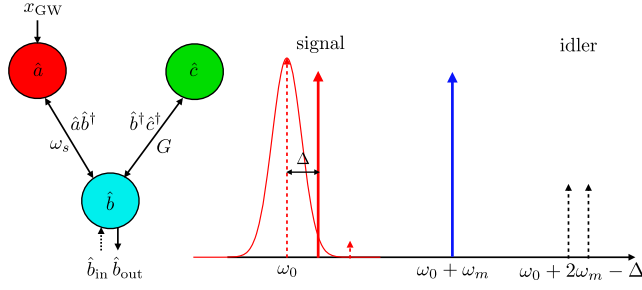 x_GW
â
ĉ
âb̂†
b̂†ĉ†
ω_s
G
b̂
b̂_in b̂_out
signal
idler
Δ
ω_0
ω_0 + ω_m
ω_0 + 2ω_m − Δ